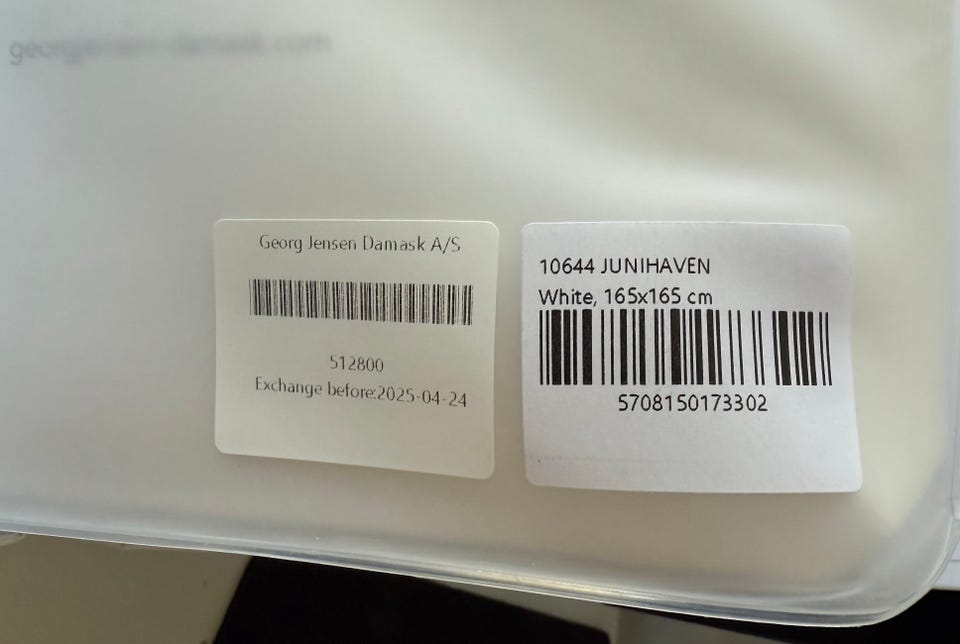 georgjensen-damask.com
Georg Jensen Damask A/S
512800
Exchange before:2025-04-24
10644 JUNIHAVEN
White, 165x165 cm
5708150173302